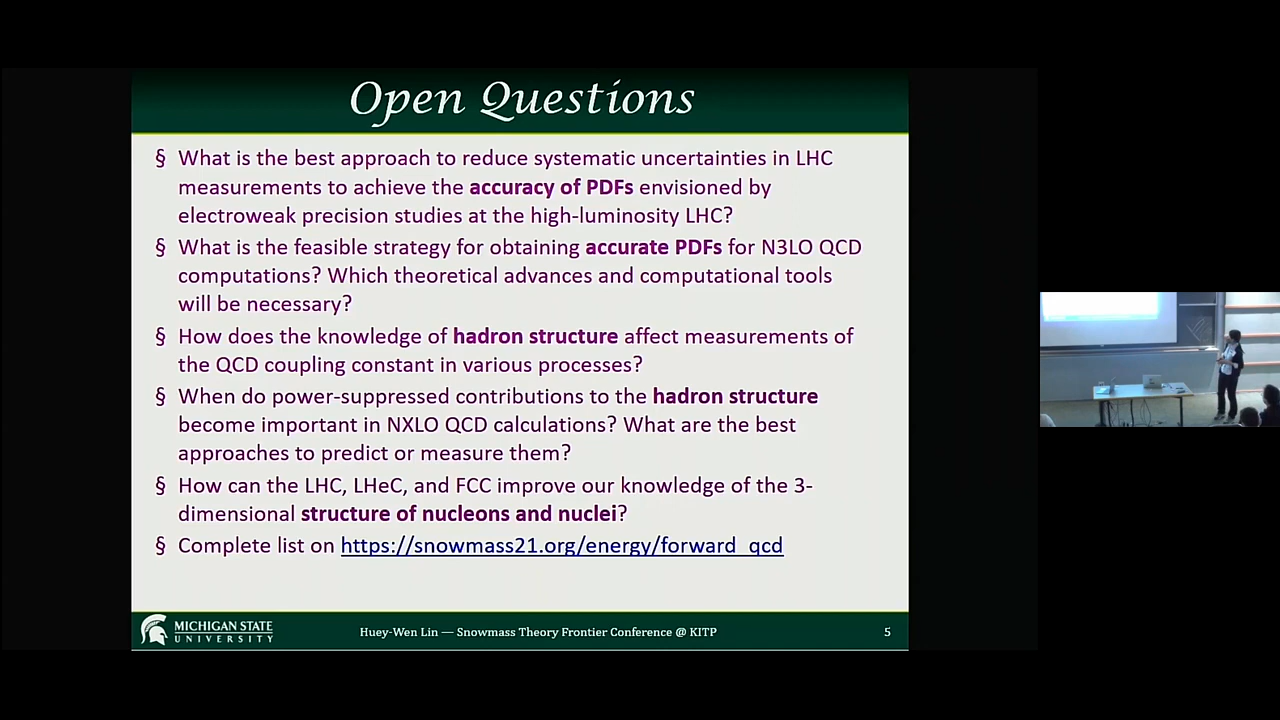 Open Questions
§ What is the best approach to reduce systematic uncertainties in LHC
measurements to achieve the accuracy of PDFs envisioned by
electroweak precision studies at the high-luminosity LHC?
§ What is the feasible strategy for obtaining accurate PDFs for N3LO QCD
computations? Which theoretical advances and computational tools
will be necessary?
§ How does the knowledge of hadron structure affect measurements of
the QCD coupling constant in various processes?
§ When do power-suppressed contributions to the hadron structure
become important in NXLO QCD calculations? What are the best
approaches to predict or measure them?
§ How can the LHC, LHeC, and FCC improve our knowledge of the 3-
dimensional structure of nucleons and nuclei?
§ Complete list on https://snowmass21.org/energy/forward_qcd
MICHIGAN STATE
UNIVERSITY
Huey-Wen Lin — Snowmass Theory Frontier Conference @ KITP
5